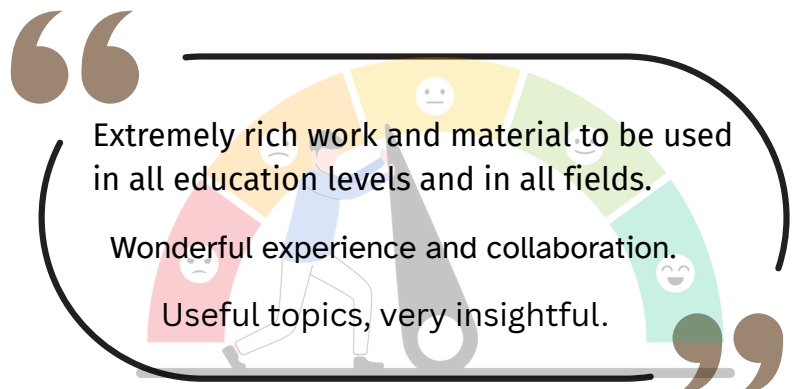 Extremely rich work and material to be used
in all education levels and in all fields.
Wonderful experience and collaboration.
Useful topics, very insightful.